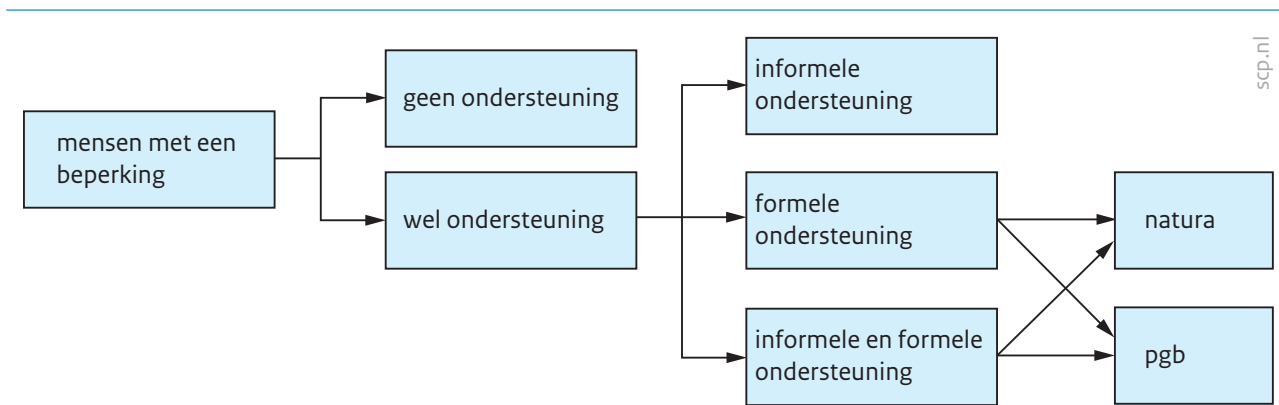 scp.nl
mensen met een
beperking
geen ondersteuning
wel ondersteuning
informele
ondersteuning
formele
ondersteuning
informele en formele
ondersteuning
natura
pgb